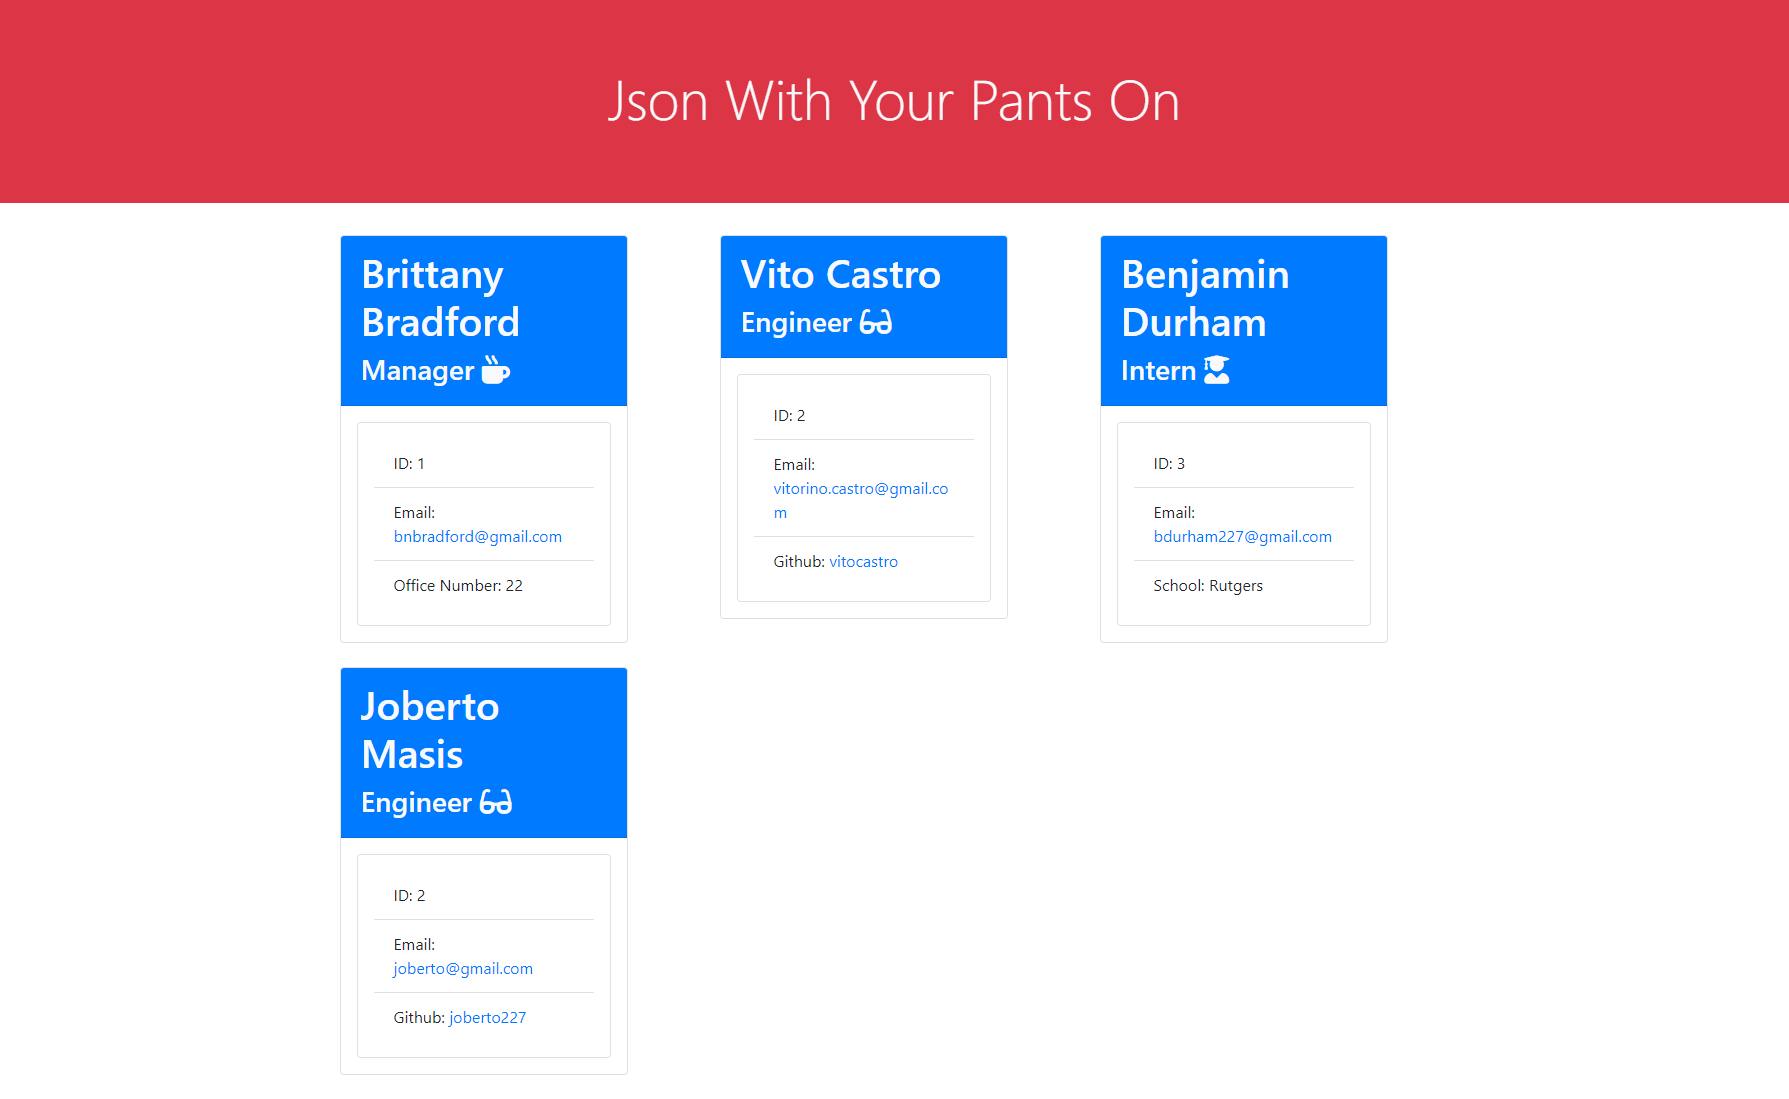 Json With Your Pants On
Brittany
Bradford
Manager
ID: 1
Email:
bnbradford@gmail.com
Office Number: 22
Vito Castro
Engineer
ID: 2
Email:
vitorino.castro@gmail.co
m
Github: vitocastro
Benjamin
Durham
Intern
ID: 3
Email:
bdurham227@gmail.com
School: Rutgers
Joberto
Masis
Engineer
ID: 2
Email:
joberto@gmail.com
Github: joberto227